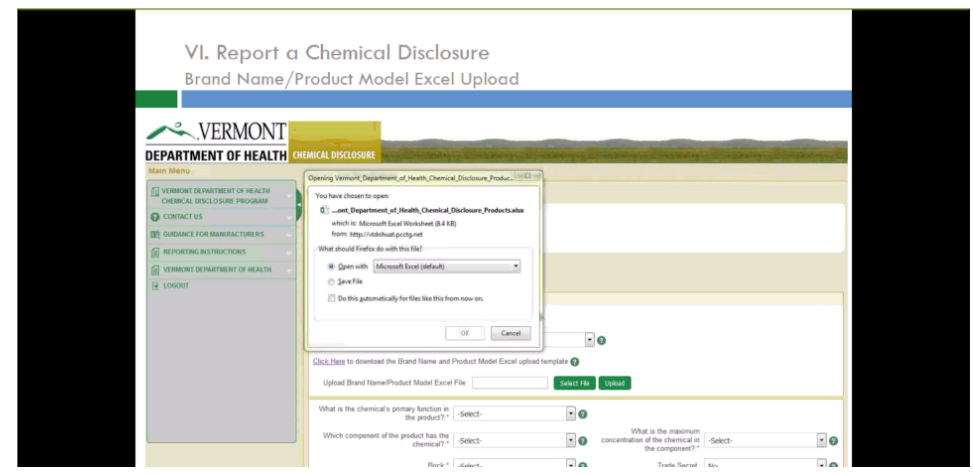 VI. Report a Chemical Disclosure
Brand Name/Product Model Excel Upload
VERMONT
DEPARTMENT OF HEALTH
CHEMICAL DISCLOSURE
Main Menu
VERMONT DEPARTMENT OF HEALTH
CHEMICAL DISCLOSURE PROGRAM
CONTACT US
GUIDANCE FOR MANUFACTURERS
REPORTING INSTRUCTIONS
VERMONT DEPARTMENT OF HEALTH
LOGOUT
Opening Vermont_Department_of_Health_Chemical_Disclosure_Produc...
You have chosen to open:
...ont_Department_of_Health_Chemical_Disclosure_Products.xlsx
which is: Microsoft Excel Worksheet (8.4 KB)
from: http://vtdohuat.pcctg.net
What should Firefox do with this file?
Open with Microsoft Excel (default)
Save File
Do this automatically for files like this from now on.
OK Cancel
Click Here to download the Brand Name and Product Model Excel upload template
Upload Brand Name/Product Model Excel File Select File Upload
What is the chemical's primary function in
the product?:* -Select-
Which component of the product has the
chemical?:* -Select-
What is the maximum
concentration of the chemical in
the component?:* -Select-
Brick:* -Select- Trade Secret: No